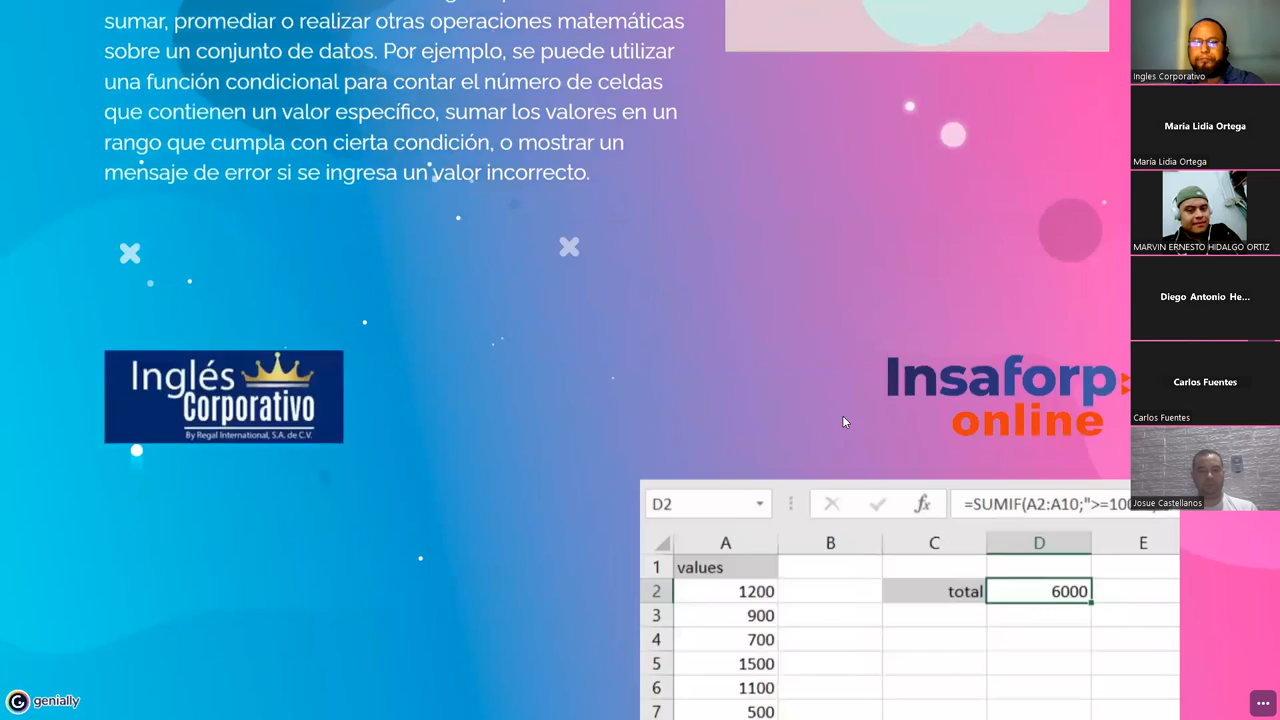 sumar, promediar o realizar otras operaciones matemáticas
sobre un conjunto de datos. Por ejemplo, se puede utilizar
una función condicional para contar el número de celdas
que contienen un valor específico, sumar los valores en un
rango que cumpla con cierta condición, o mostrar un
mensaje de error si se ingresa un valor incorrecto.
Inglés
Corporativo
By Regal International, S.A. de C.V.
Insaforp
online
D2
fx
=SUMIF(A2:A10;">=100
A B C D E
1 values
2 1200 total 6000
3 900
4 700
5 1500
6 1100
7 500
genially
Ingles Corporativo
María Lidia Ortega
María Lidia Ortega
MARVIN ERNESTO HIDALGO ORTIZ
Diego Antonio He...
Carlos Fuentes
Carlos Fuentes
Josue Castellanos